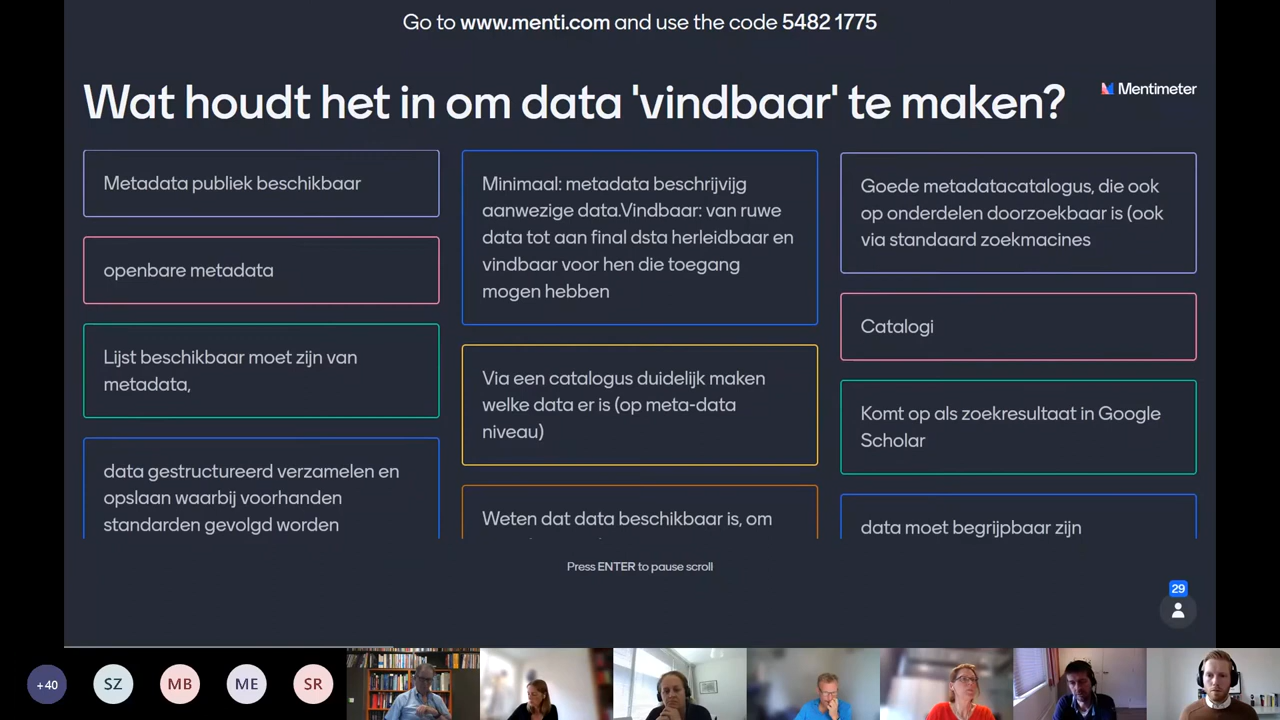 Go to www.menti.com and use the code 5482 1775
Wat houdt het in om data 'vindbaar' te maken?
Mentimeter
Metadata publiek beschikbaar
openbare metadata
Lijst beschikbaar moet zijn van
metadata,
data gestructureerd verzamelen en
opslaan waarbij voorhanden
standarden gevolgd worden
Minimaal: metadata beschrijvijg
aanwezige data.Vindbaar: van ruwe
data tot aan final dsta herleidbaar en
vindbaar voor hen die toegang
mogen hebben
Via een catalogus duidelijk maken
welke data er is (op meta-data
niveau)
Weten dat data beschikbaar is, om
Goede metadatacatalogus, die ook
op onderdelen doorzoekbaar is (ook
via standaard zoekmacines
Catalogi
Komt op als zoekresultaat in Google
Scholar
data moet begrijpbaar zijn
Press ENTER to pause scroll
29
+40
SZ
MB
ME
SR